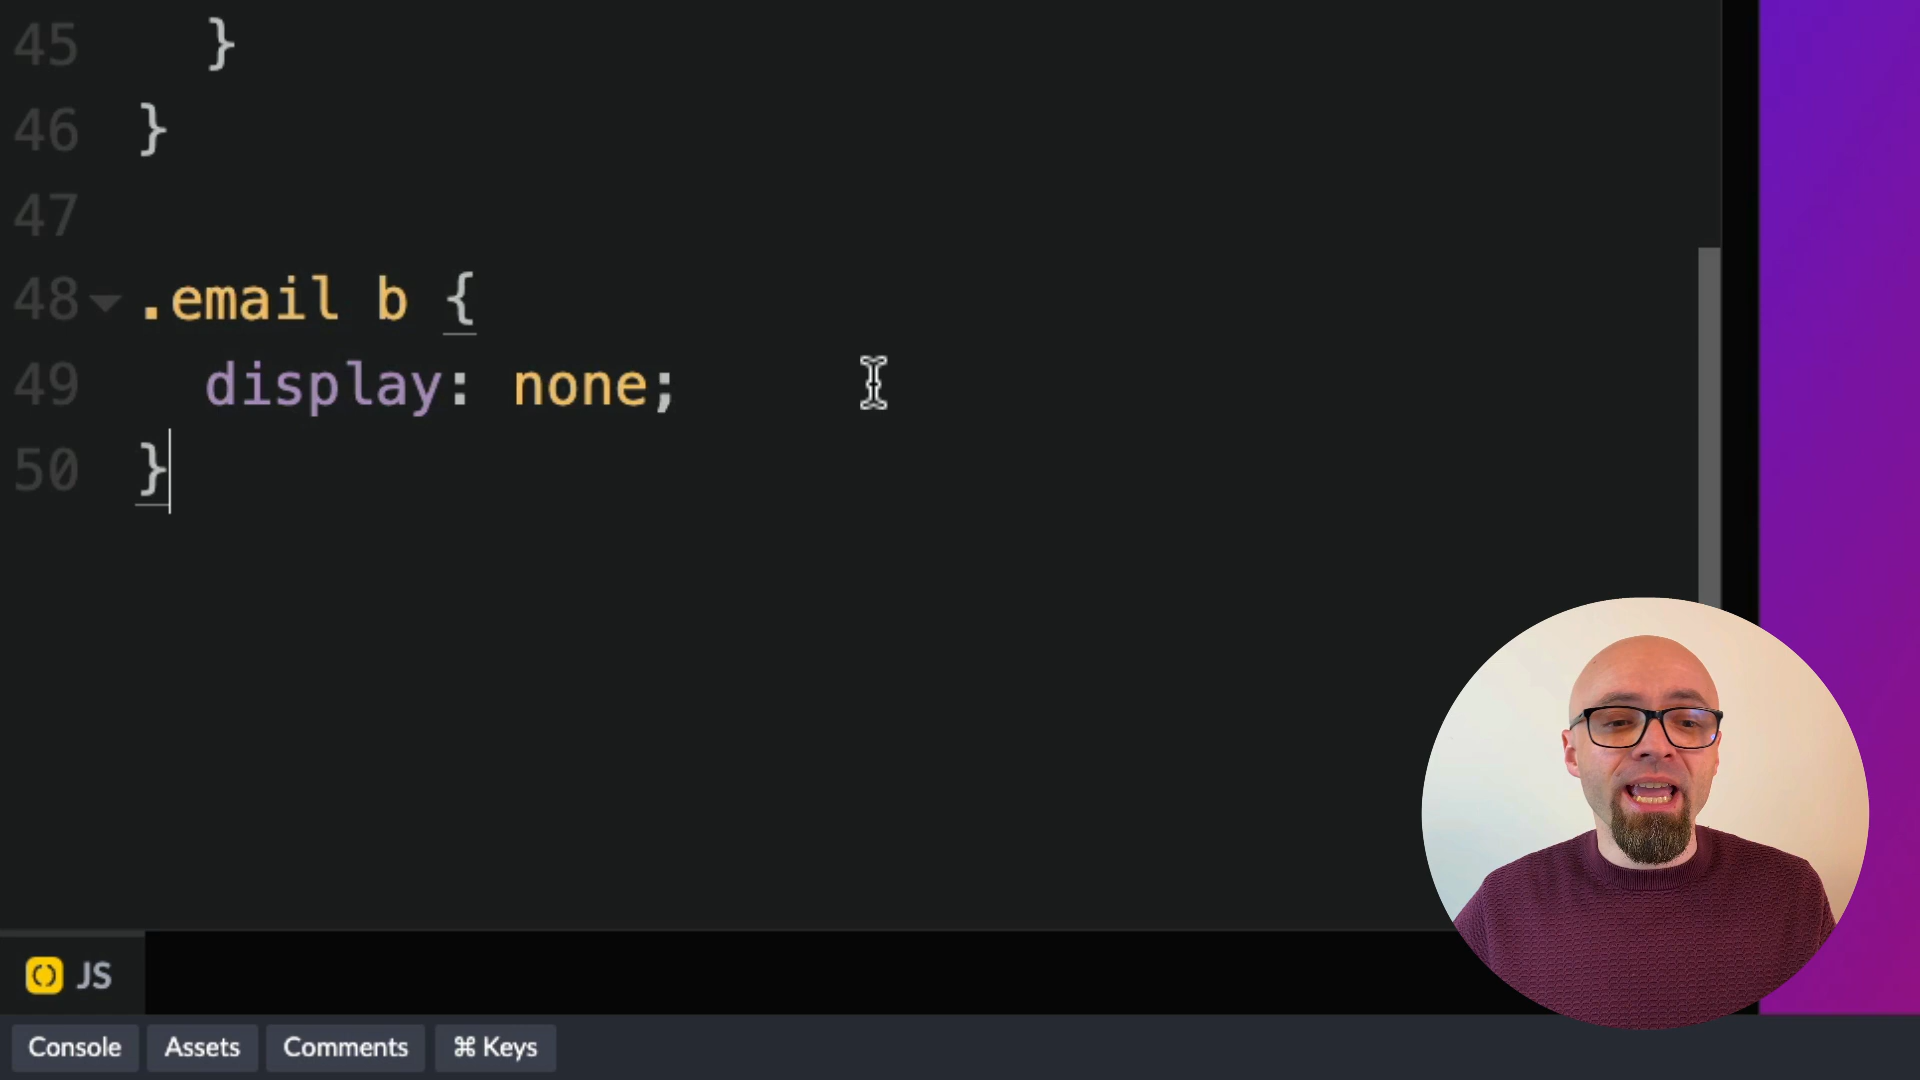 45 }
46 }
47
48 .email b {
49 display: none;
50 }
JS
Console Assets Comments ⌘ Keys